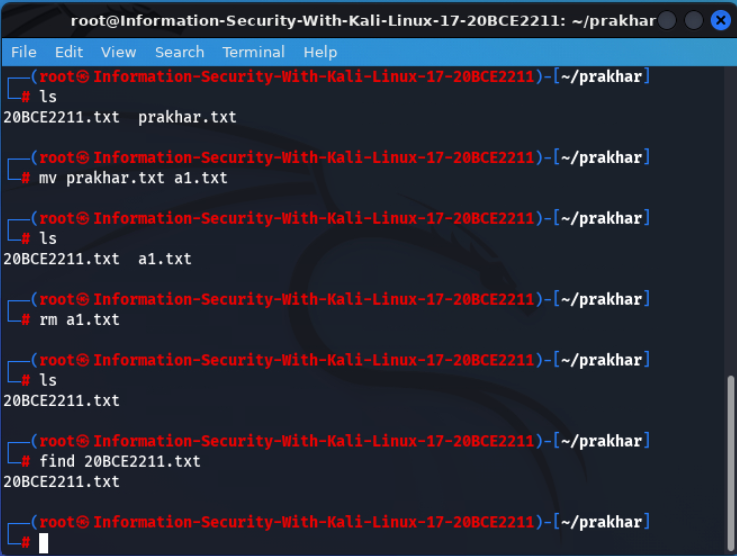 root@Information-Security-With-Kali-Linux-17-20BCE2211: ~/prakhar
File Edit View Search Terminal Help
┌──(root㉿Information-Security-With-Kali-Linux-17-20BCE2211)-[~/prakhar]
└─# ls
20BCE2211.txt  prakhar.txt
┌──(root㉿Information-Security-With-Kali-Linux-17-20BCE2211)-[~/prakhar]
└─# mv prakhar.txt a1.txt
┌──(root㉿Information-Security-With-Kali-Linux-17-20BCE2211)-[~/prakhar]
└─# ls
20BCE2211.txt  a1.txt
┌──(root㉿Information-Security-With-Kali-Linux-17-20BCE2211)-[~/prakhar]
└─# rm a1.txt
┌──(root㉿Information-Security-With-Kali-Linux-17-20BCE2211)-[~/prakhar]
└─# ls
20BCE2211.txt
┌──(root㉿Information-Security-With-Kali-Linux-17-20BCE2211)-[~/prakhar]
└─# find 20BCE2211.txt
20BCE2211.txt
┌──(root㉿Information-Security-With-Kali-Linux-17-20BCE2211)-[~/prakhar]
└─#